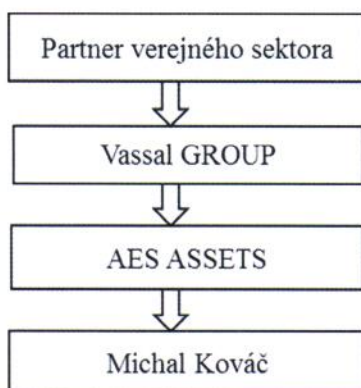 Partner verejného sektora
Vassal GROUP
AES ASSETS
Michal Kováč